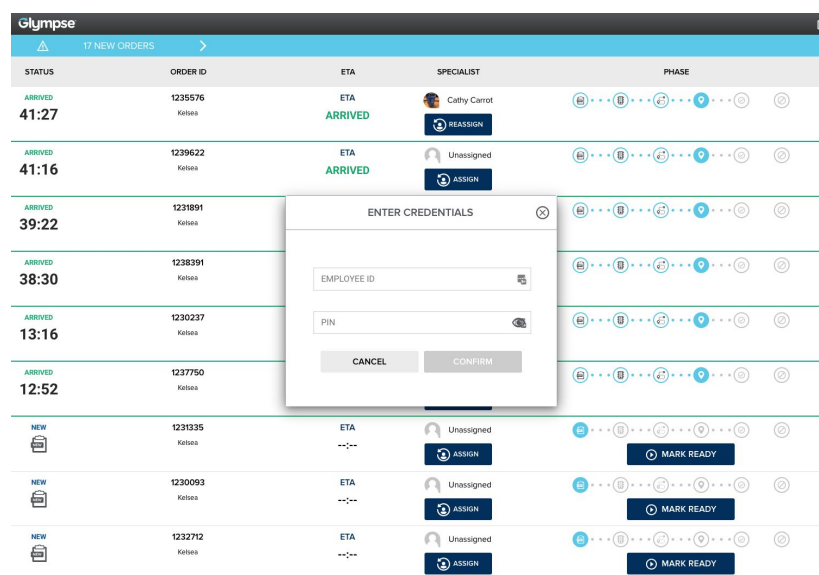 Glympse
17 NEW ORDERS
STATUS ORDER ID ETA SPECIALIST PHASE
ARRIVED 1235576 ETA Cathy Carrot
41:27 Kelsea ARRIVED REASSIGN
ARRIVED 1239622 ETA Unassigned
41:16 Kelsea ARRIVED ASSIGN
ARRIVED 1231891
39:22 Kelsea
ENTER CREDENTIALS
ARRIVED 1238391
38:30 Kelsea
EMPLOYEE ID
ARRIVED 1230237
13:16 Kelsea
PIN
CANCEL CONFIRM
ARRIVED 1237750
12:52 Kelsea
NEW 1231335 ETA Unassigned
Kelsea --:-- ASSIGN MARK READY
NEW 1230093 ETA Unassigned
Kelsea --:-- ASSIGN MARK READY
NEW 1232712 ETA Unassigned
Kelsea --:-- ASSIGN MARK READY